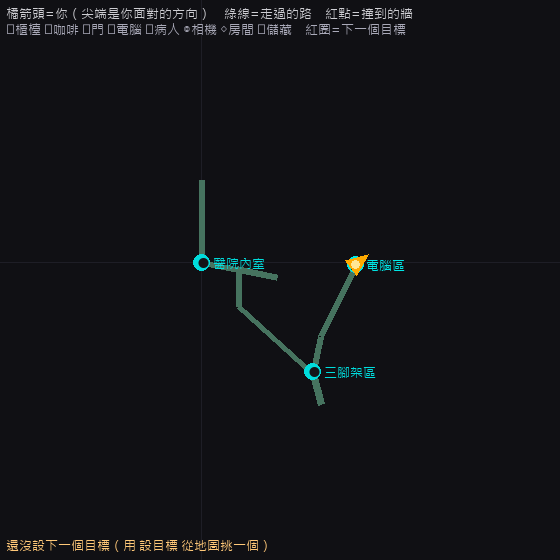 橘箭頭=你（尖端是你面對的方向） 綠線=走過的路 紅點=撞到的牆
▯櫃檯 ▯咖啡 ▯門 ▯電腦 ▯病人 ◉相機 ◇房間 ▯儲藏 紅圈=下一個目標
醫院內室
電腦區
三腳架區
還沒設下一個目標（用 設目標 從地圖挑一個）